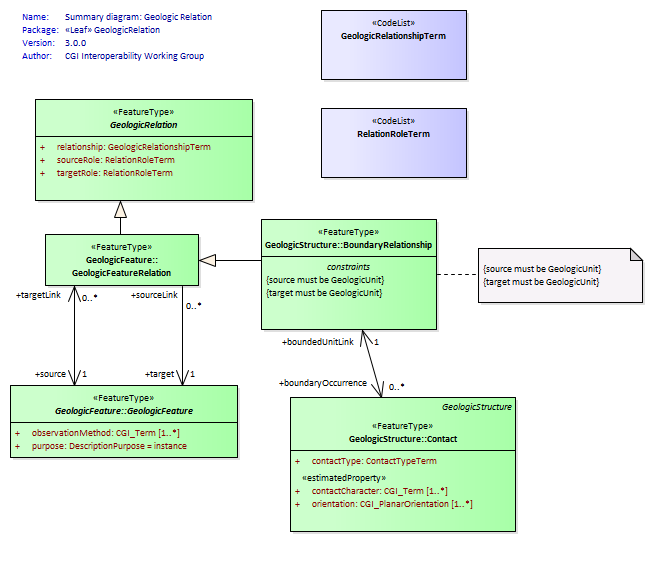 Name: Summary diagram: Geologic Relation
Package: «Leaf» GeologicRelation
Version: 3.0.0
Author: CGI Interoperability Working Group
«CodeList»
GeologicRelationshipTerm
«CodeList»
RelationRoleTerm
«FeatureType»
GeologicRelation
+ relationship: GeologicRelationshipTerm
+ sourceRole: RelationRoleTerm
+ targetRole: RelationRoleTerm
«FeatureType»
GeologicFeature::
GeologicFeatureRelation
«FeatureType»
GeologicStructure::BoundaryRelationship
constraints
{source must be GeologicUnit}
{target must be GeologicUnit}
{source must be GeologicUnit}
{target must be GeologicUnit}
+targetLink
0..*
+sourceLink
0..*
+source
1
+target
1
+boundedUnitLink
1
+boundaryOccurrence
0..*
«FeatureType»
GeologicFeature::GeologicFeature
+ observationMethod: CGI_Term [1..*]
+ purpose: DescriptionPurpose = instance
GeologicStructure
«FeatureType»
GeologicStructure::Contact
+ contactType: ContactTypeTerm
«estimatedProperty»
+ contactCharacter: CGI_Term [1..*]
+ orientation: CGI_PlanarOrientation [1..*]